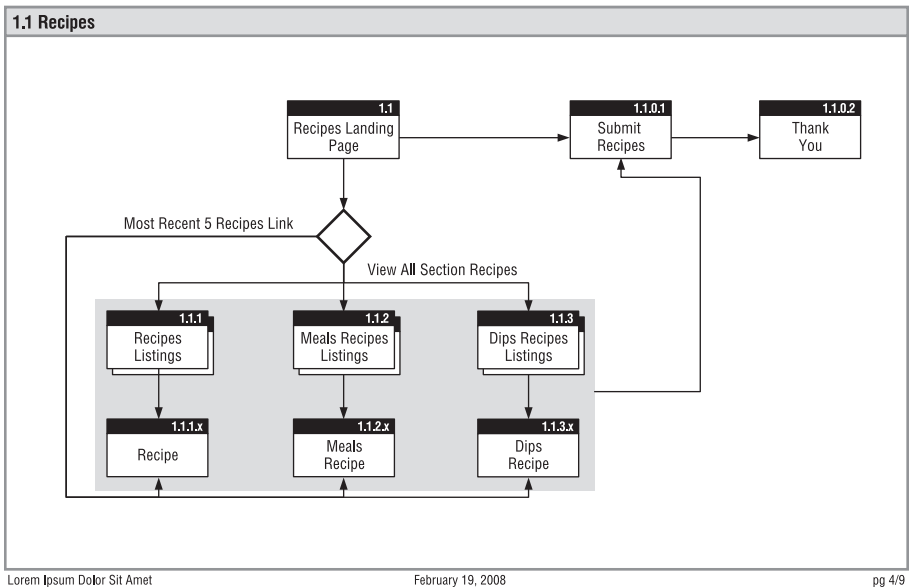 1.1 Recipes
1.1
Recipes Landing
Page
1.1.0.1
Submit
Recipes
1.1.0.2
Thank
You
Most Recent 5 Recipes Link
View All Section Recipes
1.1.1
Recipes
Listings
1.1.2
Meals Recipes
Listings
1.1.3
Dips Recipes
Listings
1.1.1.x
Recipe
1.1.2.x
Meals
Recipe
1.1.3.x
Dips
Recipe
Lorem Ipsum Dolor Sit Amet
February 19, 2008
pg 4/9